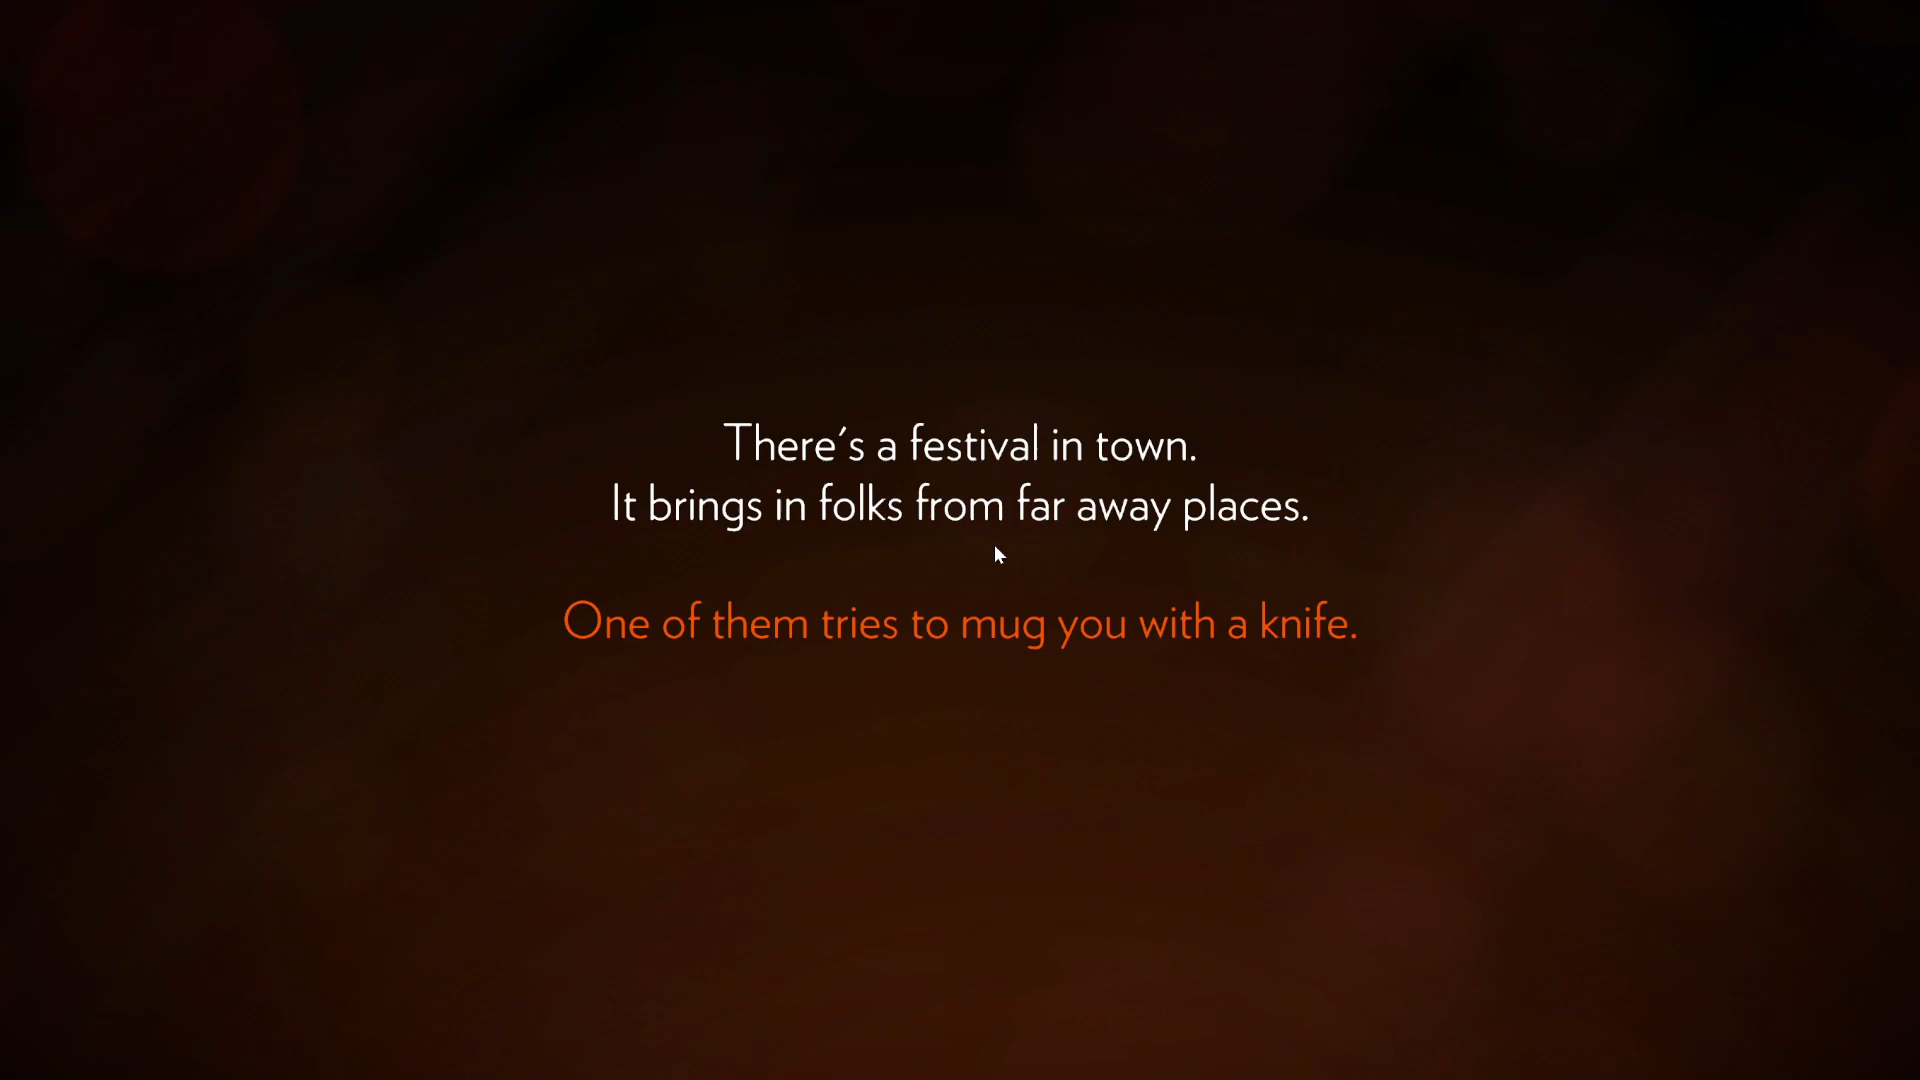 There's a festival in town.
It brings in folks from far away places.
One of them tries to mug you with a knife.